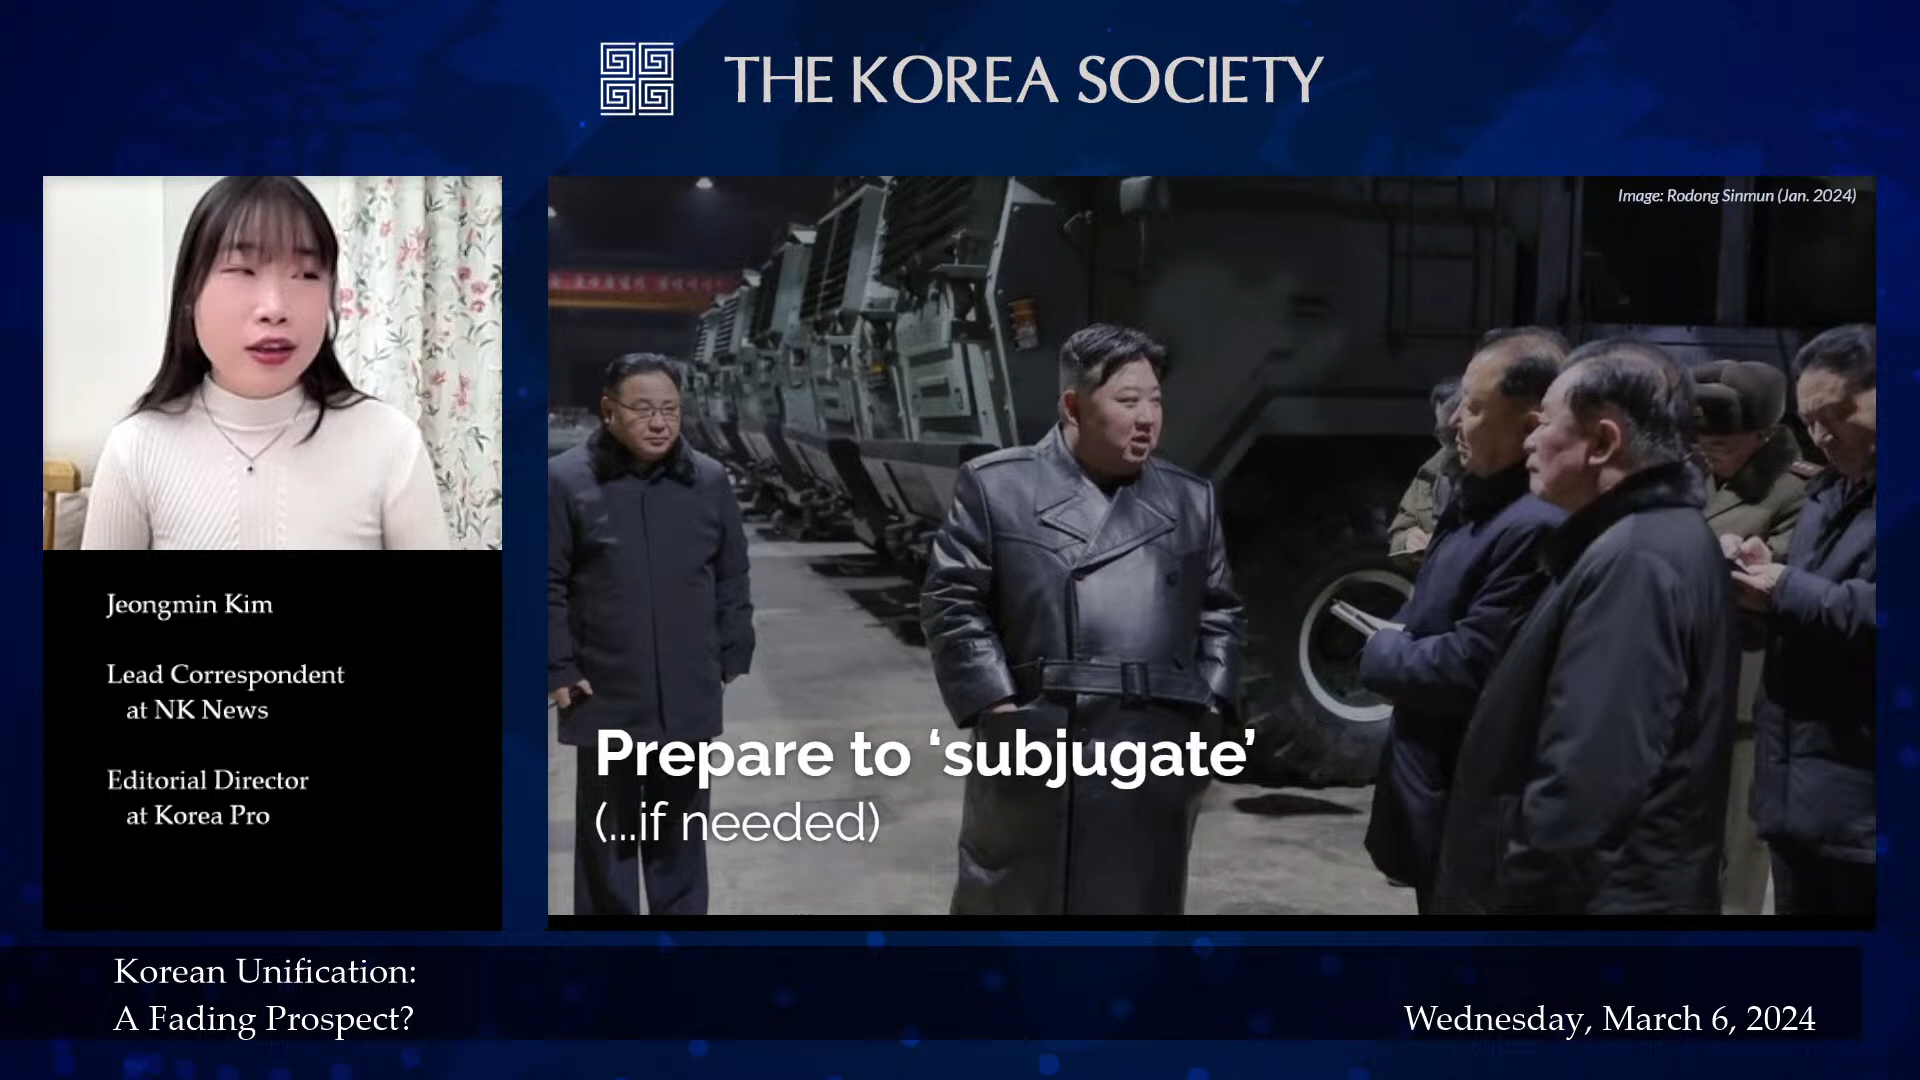 THE KOREA SOCIETY
Image: Rodong Sinmun (Jan. 2024)
Prepare to ‘subjugate’
(...if needed)
Jeongmin Kim
Lead Correspondent
at NK News
Editorial Director
at Korea Pro
Korean Unification:
A Fading Prospect?
Wednesday, March 6, 2024